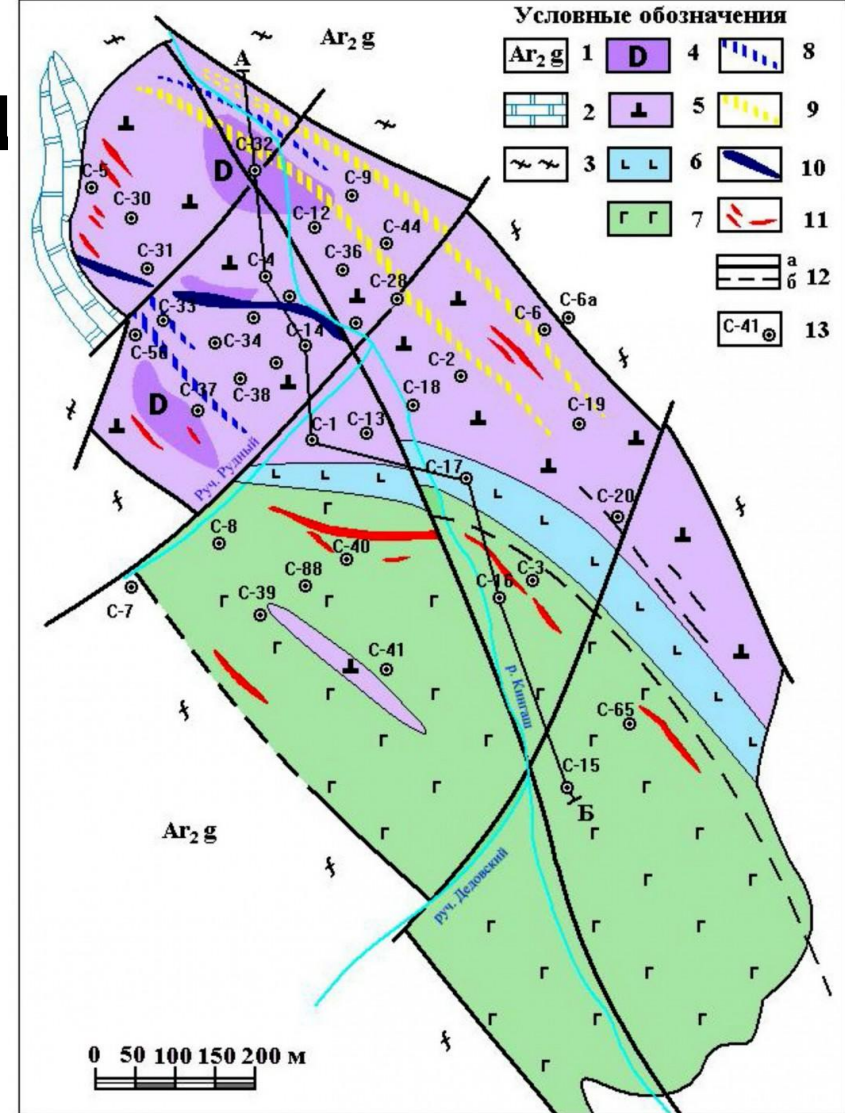 Условные обозначения
Ar₂ g 1 D 4 8
2 5 9
3 6 10
7 11
а
б 12
С-41 13
Ar₂ g
А
С-32
D
С-5
С-9
С-30
С-12
С-44
С-31
С-4
С-36
С-28
С-6
С-6а
С-33
С-14
С-56
С-34
С-2
D
С-37
С-38
С-18
С-19
С-1
С-13
Руч. Рудный
С-17
С-20
С-8
С-40
С-88
С-16
С-3
С-7
С-39
С-41
р. Кингаш
С-65
С-15
Б
Ar₂ g
руч. Дедовский
0 50 100 150 200 м